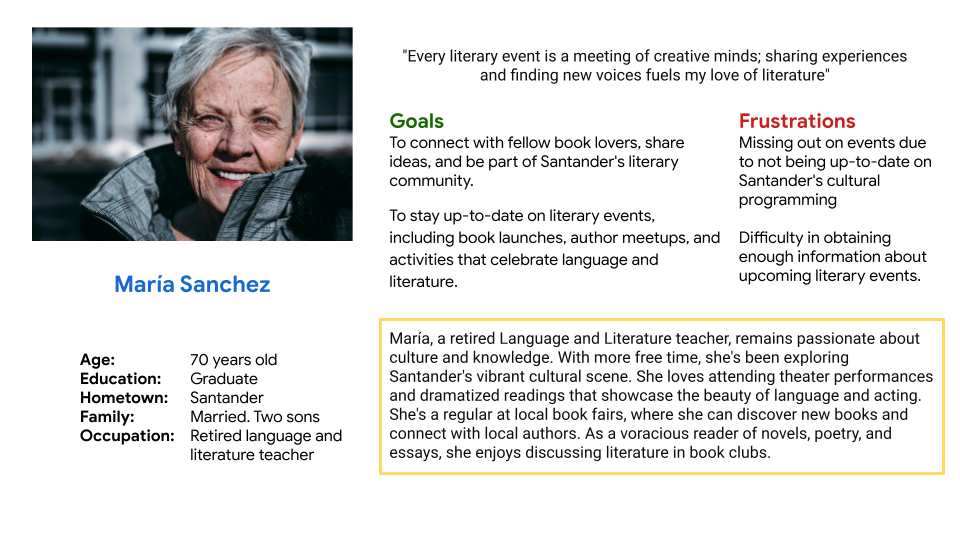 "Every literary event is a meeting of creative minds; sharing experiences
and finding new voices fuels my love of literature"
Goals
To connect with fellow book lovers, share
ideas, and be part of Santander's literary
community.
To stay up-to-date on literary events,
including book launches, author meetups, and
activities that celebrate language and
literature.
Frustrations
Missing out on events due
to not being up-to-date on
Santander's cultural
programming
Difficulty in obtaining
enough information about
upcoming literary events.
María Sanchez
Age: 70 years old
Education: Graduate
Hometown: Santander
Family: Married. Two sons
Occupation: Retired language and
literature teacher
María, a retired Language and Literature teacher, remains passionate about
culture and knowledge. With more free time, she's been exploring
Santander's vibrant cultural scene. She loves attending theater performances
and dramatized readings that showcase the beauty of language and acting.
She's a regular at local book fairs, where she can discover new books and
connect with local authors. As a voracious reader of novels, poetry, and
essays, she enjoys discussing literature in book clubs.